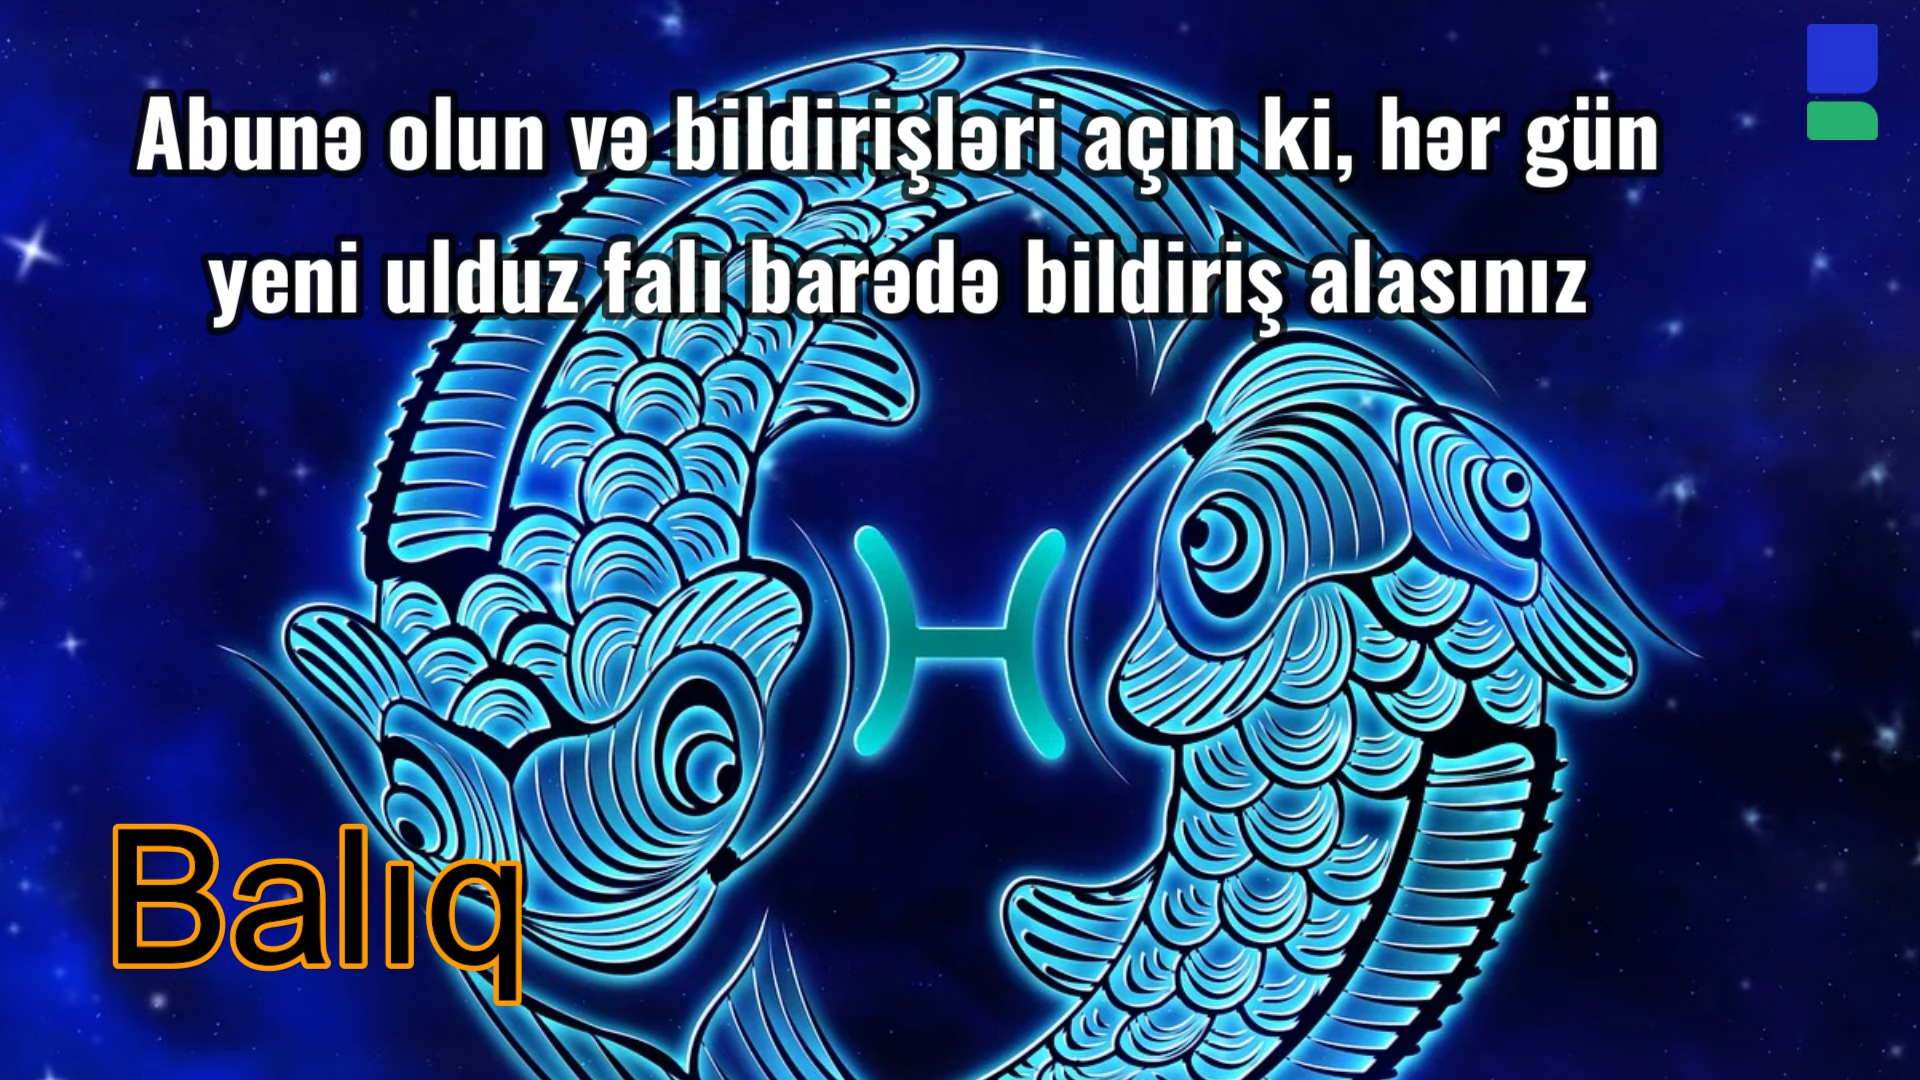 Abunə olun və bildirişləri açın ki, hər gün
yeni ulduz falı barədə bildiriş alasınız
Balıq